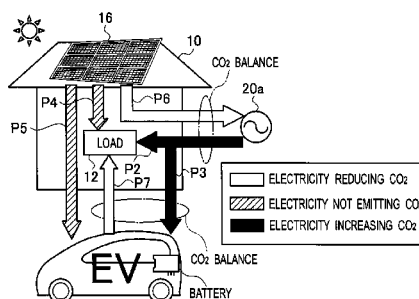 16
10
CO₂ BALANCE
P6
20a
P4
P5
LOAD
12
P2
P7
P3
ELECTRICITY REDUCING CO₂
ELECTRICITY NOT EMITTING CO₂
ELECTRICITY INCREASING CO₂
CO₂ BALANCE
EV
BATTERY